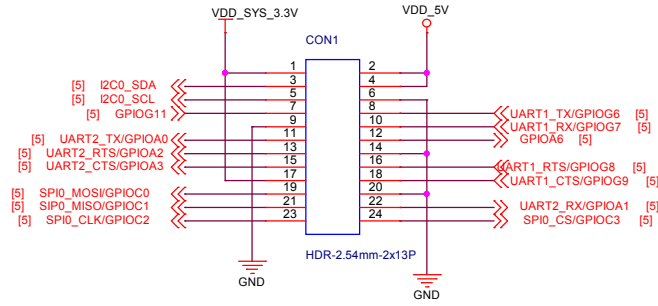 VDD_SYS_3.3V
VDD_5V
CON1
1 2
[5] I2C0_SDA 3 4
[5] I2C0_SCL 5 6
[5] GPIOG11 7 8 UART1_TX/GPIOG6 [5]
9 10 UART1_RX/GPIOG7 [5]
[5] UART2_TX/GPIOA0 11 12 GPIOA6 [5]
[5] UART2_RTS/GPIOA2 13 14
[5] UART2_CTS/GPIOA3 15 16 UART1_RTS/GPIOG8 [5]
17 18 UART1_CTS/GPIOG9 [5]
[5] SPI0_MOSI/GPIOC0 19 20
[5] SIP0_MISO/GPIOC1 21 22 UART2_RX/GPIOA1 [5]
[5] SPI0_CLK/GPIOC2 23 24 SPI0_CS/GPIOC3 [5]
HDR-2.54mm-2x13P
GND
GND